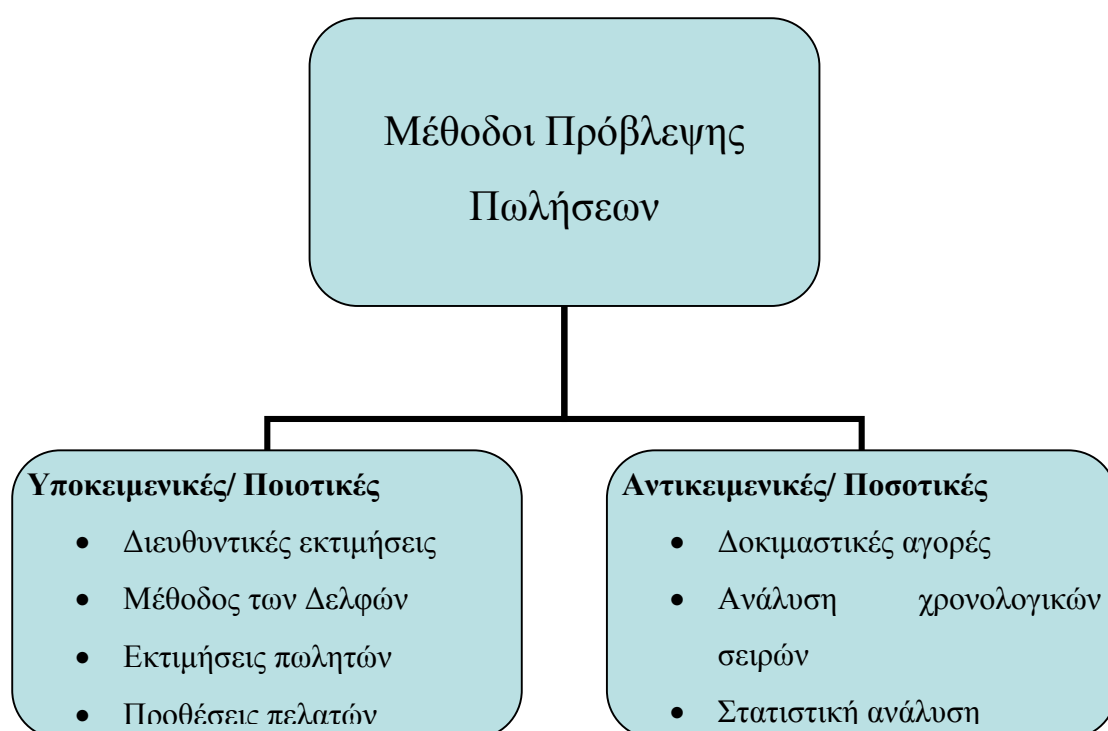 Μέθοδοι Πρόβλεψης
Πωλήσεων
Υποκειμενικές/ Ποιοτικές
• Διευθυντικές εκτιμήσεις
• Μέθοδος των Δελφών
• Εκτιμήσεις πωλητών
• Προθέσεις πελατών
Αντικειμενικές/ Ποσοτικές
• Δοκιμαστικές αγορές
• Ανάλυση χρονολογικών
σειρών
• Στατιστική ανάλυση